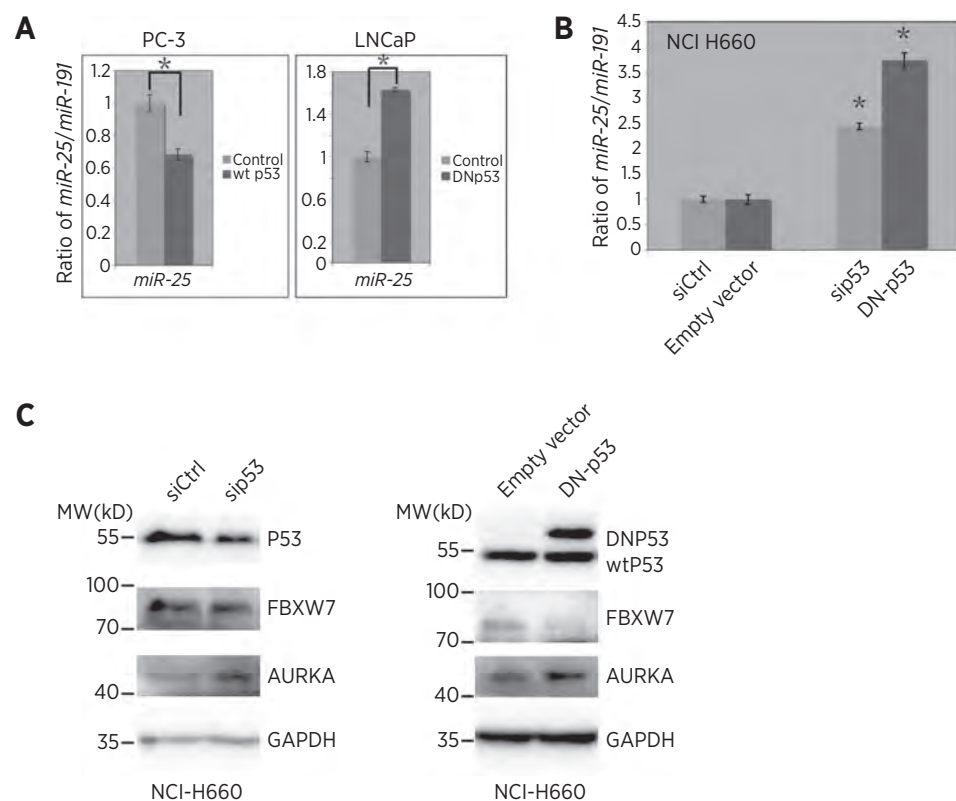 A
PC-3
LNCaP
Ratio of miR-25/miR-191
1.2
1
0.8
0.6
0.4
0.2
0
*
Control
wt p53
miR-25
1.8
1.6
1.4
1
0.2
0
*
Control
DNp53
miR-25
B
NCI H660
Ratio of miR-25/miR-191
4.5
4
3.5
3
2.5
2
1.5
1
0.5
0
*
*
siCtrl
Empty vector
sip53
DN-p53
C
siCtrl
sip53
MW(kD)
55
P53
100
70
FBXW7
40
AURKA
35
GAPDH
NCI-H660
Empty vector
DN-p53
MW(kD)
55
DNP53
wtP53
100
70
FBXW7
40
AURKA
35
GAPDH
NCI-H660